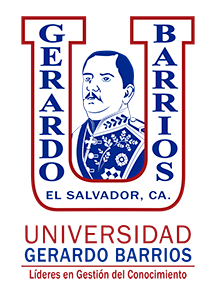 GERARDO
BARRIOS
EL SALVADOR, CA.
UNIVERSIDAD
GERARDO BARRIOS
Líderes en Gestión del Conocimiento